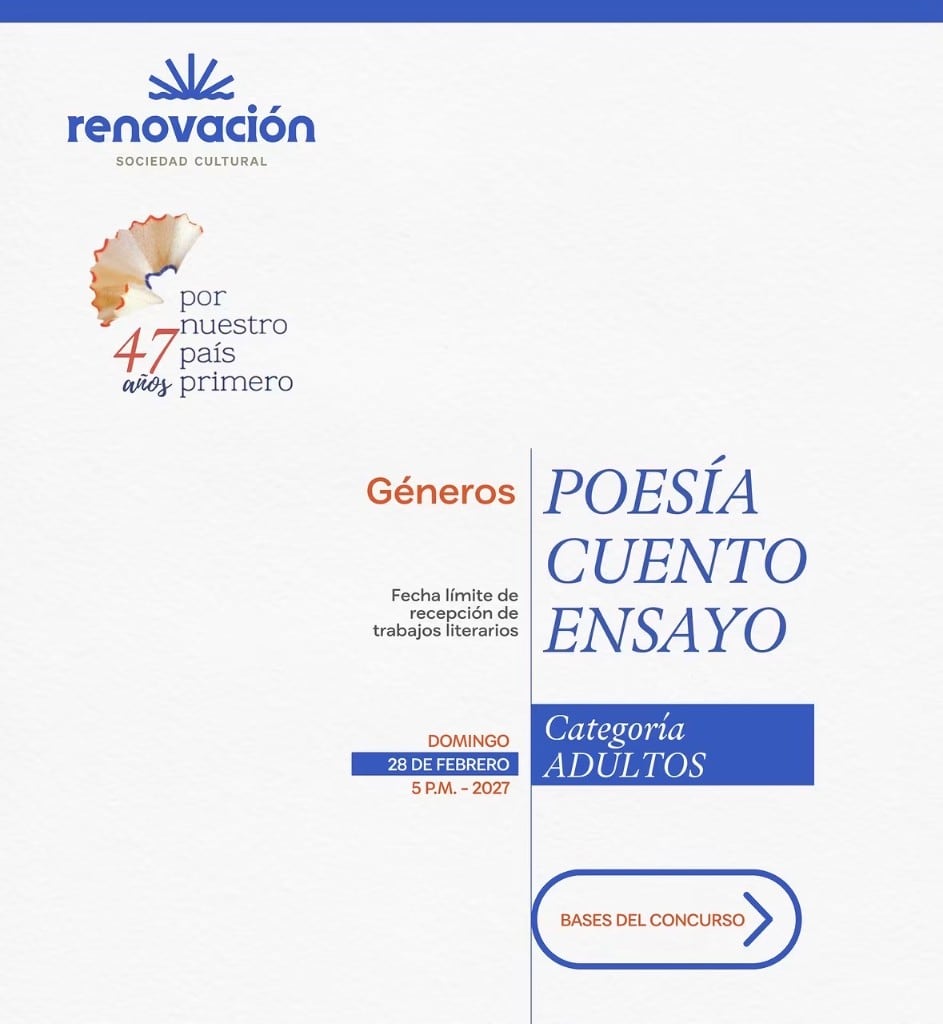 renovación
SOCIEDAD CULTURAL
por
nuestro
47 país
años primero
Géneros
POESÍA
CUENTO
ENSAYO
Fecha límite de
recepción de
trabajos literarios
DOMINGO
28 DE FEBRERO
5 P.M. - 2027
Categoría
ADULTOS
BASES DEL CONCURSO